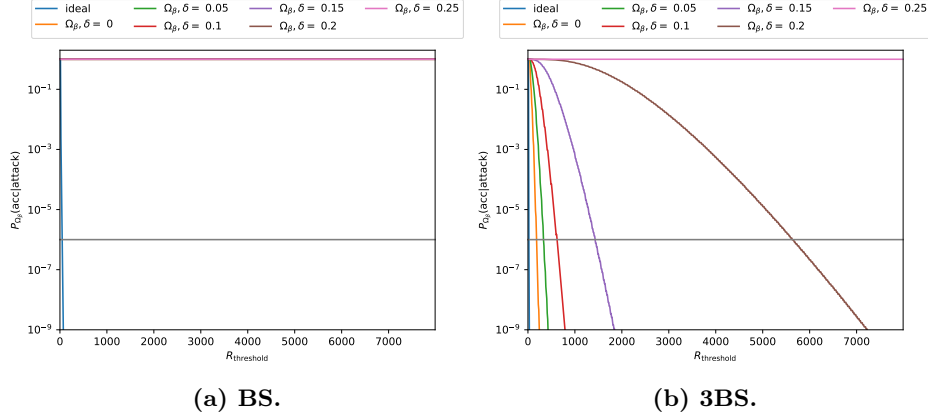 ideal
Ω_β, δ = 0
Ω_β, δ = 0.05
Ω_β, δ = 0.1
Ω_β, δ = 0.15
Ω_β, δ = 0.2
Ω_β, δ = 0.25
P_Ω_β(acc|attack)
10⁻¹
10⁻³
10⁻⁵
10⁻⁷
10⁻⁹
0 1000 2000 3000 4000 5000 6000 7000
R_threshold
(a) BS.
ideal
Ω_β, δ = 0
Ω_β, δ = 0.05
Ω_β, δ = 0.1
Ω_β, δ = 0.15
Ω_β, δ = 0.2
Ω_β, δ = 0.25
P_Ω_β(acc|attack)
10⁻¹
10⁻³
10⁻⁵
10⁻⁷
10⁻⁹
0 1000 2000 3000 4000 5000 6000 7000
R_threshold
(b) 3BS.